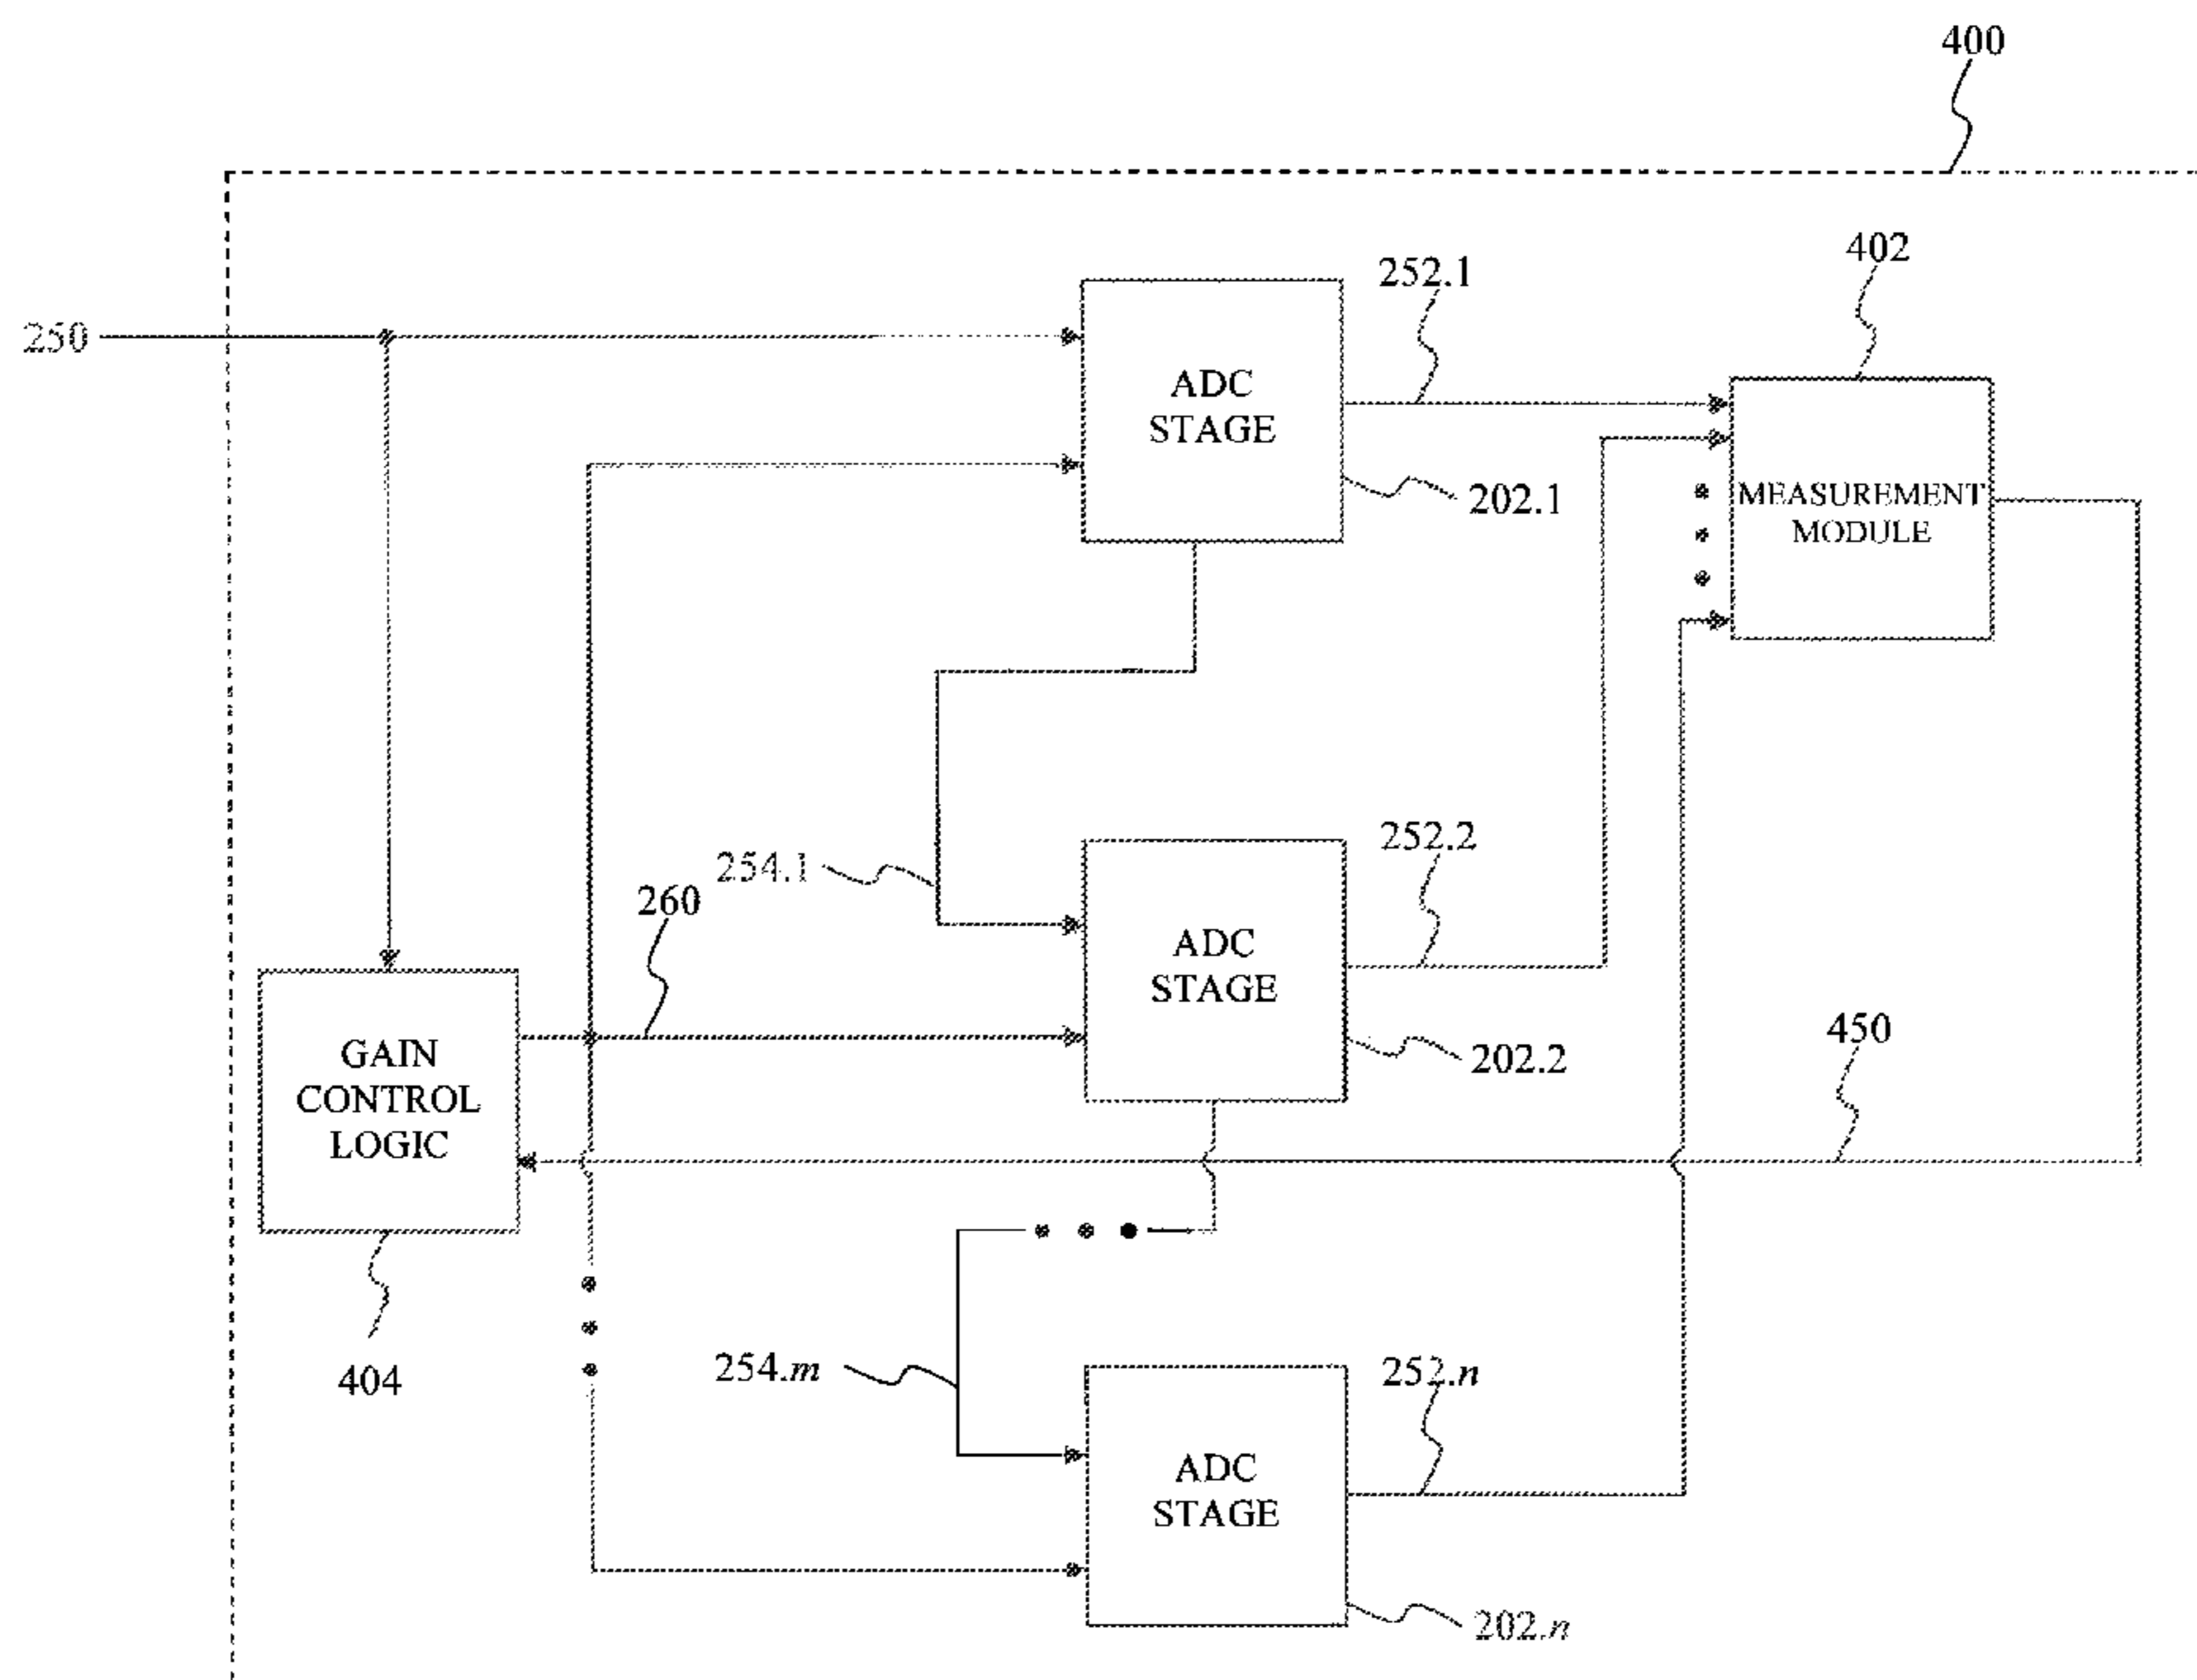 400
402
252.1
250
ADC
STAGE
MEASUREMENT
MODULE
202.1
252.2
254.1
260
ADC
STAGE
450
GAIN
CONTROL
LOGIC
202.2
254.m
252.n
404
ADC
STAGE
202.n